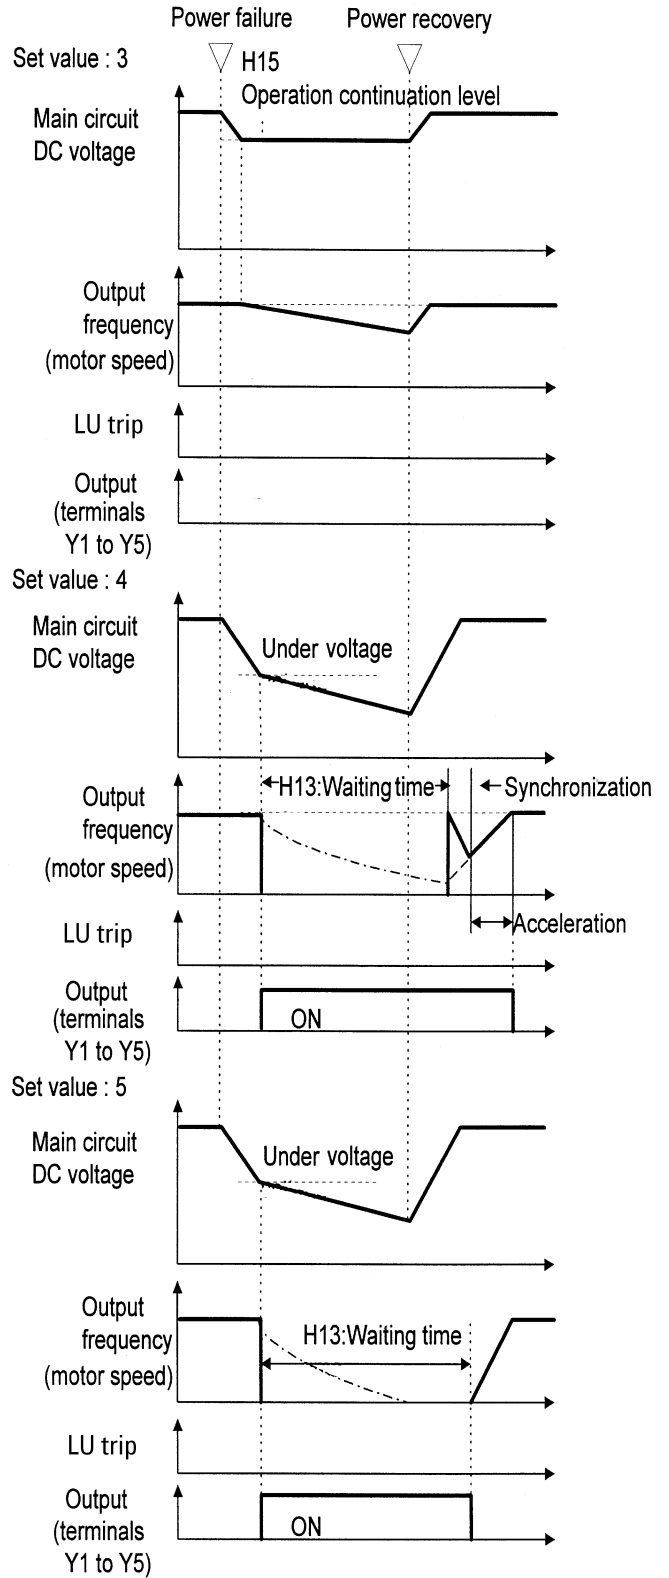 Power failure
Power recovery
Set value : 3
H15
Operation continuation level
Main circuit
DC voltage
Output
frequency
(motor speed)
LU trip
Output
(terminals
Y1 to Y5)
Set value : 4
Main circuit
DC voltage
Under voltage
Output
frequency
(motor speed)
H13:Waiting time
Synchronization
Acceleration
LU trip
Output
(terminals
Y1 to Y5)
ON
Set value : 5
Main circuit
DC voltage
Under voltage
Output
frequency
(motor speed)
H13:Waiting time
LU trip
Output
(terminals
Y1 to Y5)
ON